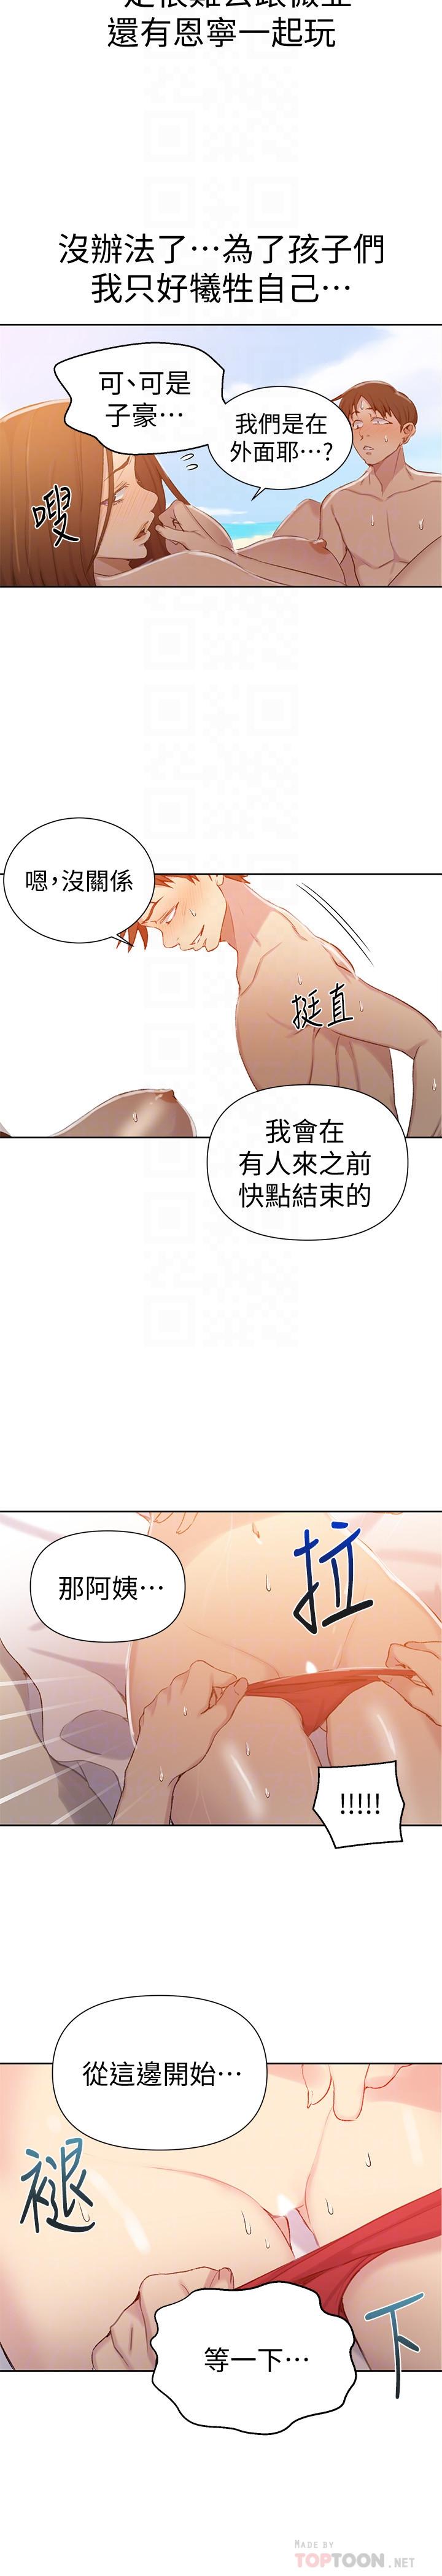 還有恩寧一起玩
沒辦法了…為了孩子們
我只好犧牲自己…
可、可是
子豪…
我們是在
外面耶…?
嗖
嗯,沒關係
挺直
我會在
有人來之前
快點結束的
拉
那阿姨…
!!!!!
從這邊開始…
褪
下
等一下…
MADE BY
TOPTOON.NET